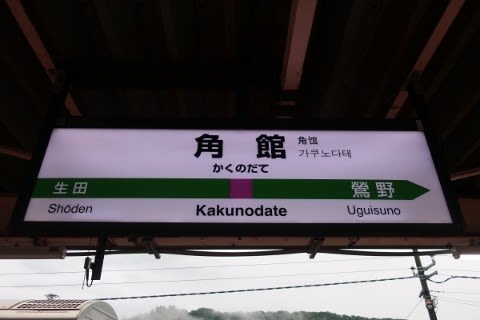 角館
角馆
가쿠노다테
かくのだて
生田
鶯野
Shōden
Kakunodate
Uguisuno